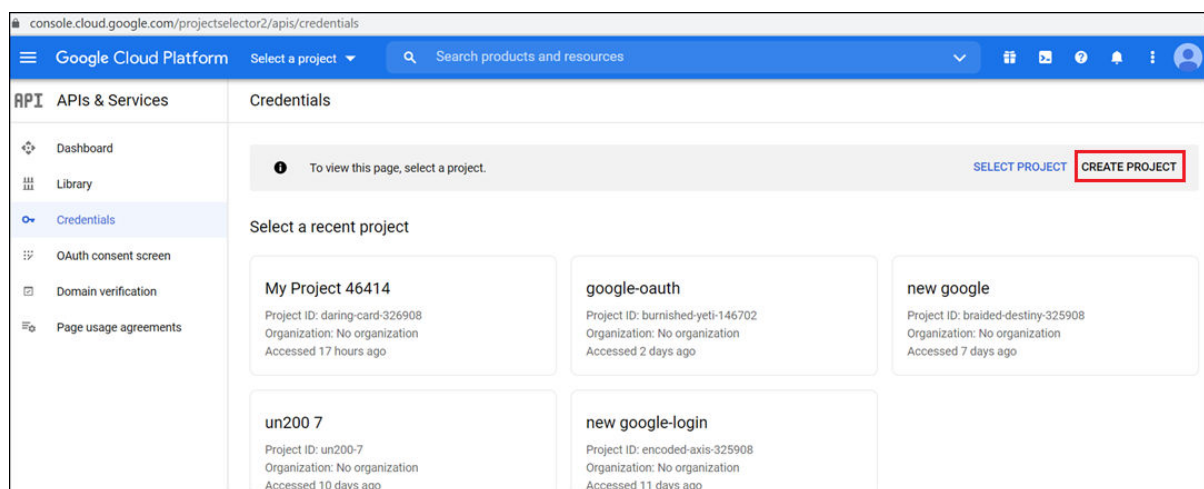 console.cloud.google.com/projectselector2/apis/credentials
Google Cloud Platform Select a project Search products and resources
API APIs & Services
Credentials
Dashboard
Library
Credentials
OAuth consent screen
Domain verification
Page usage agreements
To view this page, select a project. SELECT PROJECT CREATE PROJECT
Select a recent project
My Project 46414
Project ID: daring-card-326908
Organization: No organization
Accessed 17 hours ago
google-oauth
Project ID: burnished-yeti-146702
Organization: No organization
Accessed 2 days ago
new google
Project ID: braided-destiny-325908
Organization: No organization
Accessed 7 days ago
un200 7
Project ID: un200-7
Organization: No organization
Accessed 10 days ago
new google-login
Project ID: encoded-axis-325908
Organization: No organization
Accessed 11 days ago